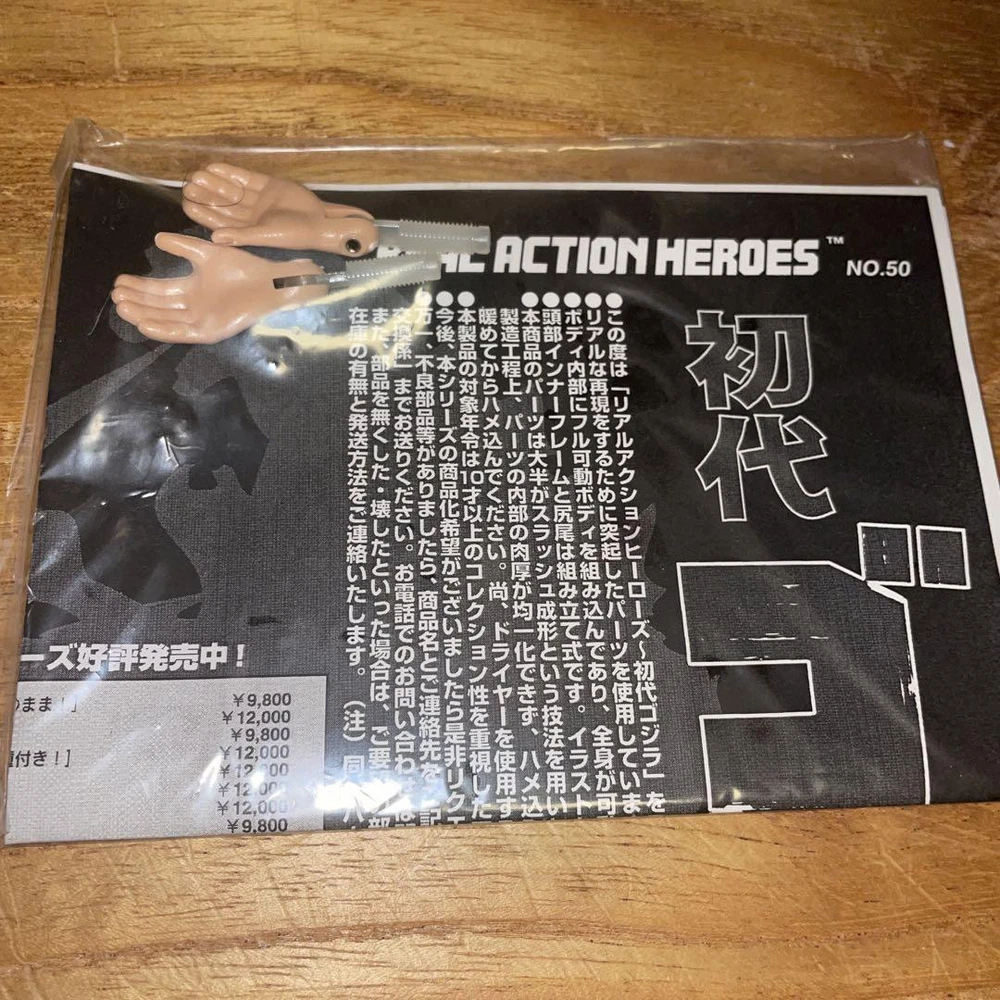 ACTION HEROES™
NO.50
初代
ゴ
●この度は「リアルアクションヒーローズ〜初代ゴジラ」を
●リアルな再現をするために突起したパーツを使用していま
●ボディ内部にフル可動ボディを組み込んであり、全身が可
●頭部インナーフレームと尻尾は組み立て式です。イラスト
●本商品のパーツは大半がスラッシュ成形という技法を用い
製造工程上、パーツの内部の肉厚が均一化できず、ハメ込
暖めてからハメ込んでください。尚、ドライヤーを使用す
●本製品の対象年令は10才以上のコレクション性を重視した
●今後、本シリーズの商品化希望がございましたら是非リクエ
●万一、不良部品等がありましたら、商品名とご連絡先を
交換係」までお送りください。お電話でのお問い合わ
また、部品を無くした・壊したといった場合は、ご要
在庫の有無と発送方法をご連絡いたします。(注)
ーズ好評発売中!
のまま!]
付き!]
¥9,800
¥12,000
¥9,800
¥12,000
¥12,000
¥12,000
¥12,000
¥9,800